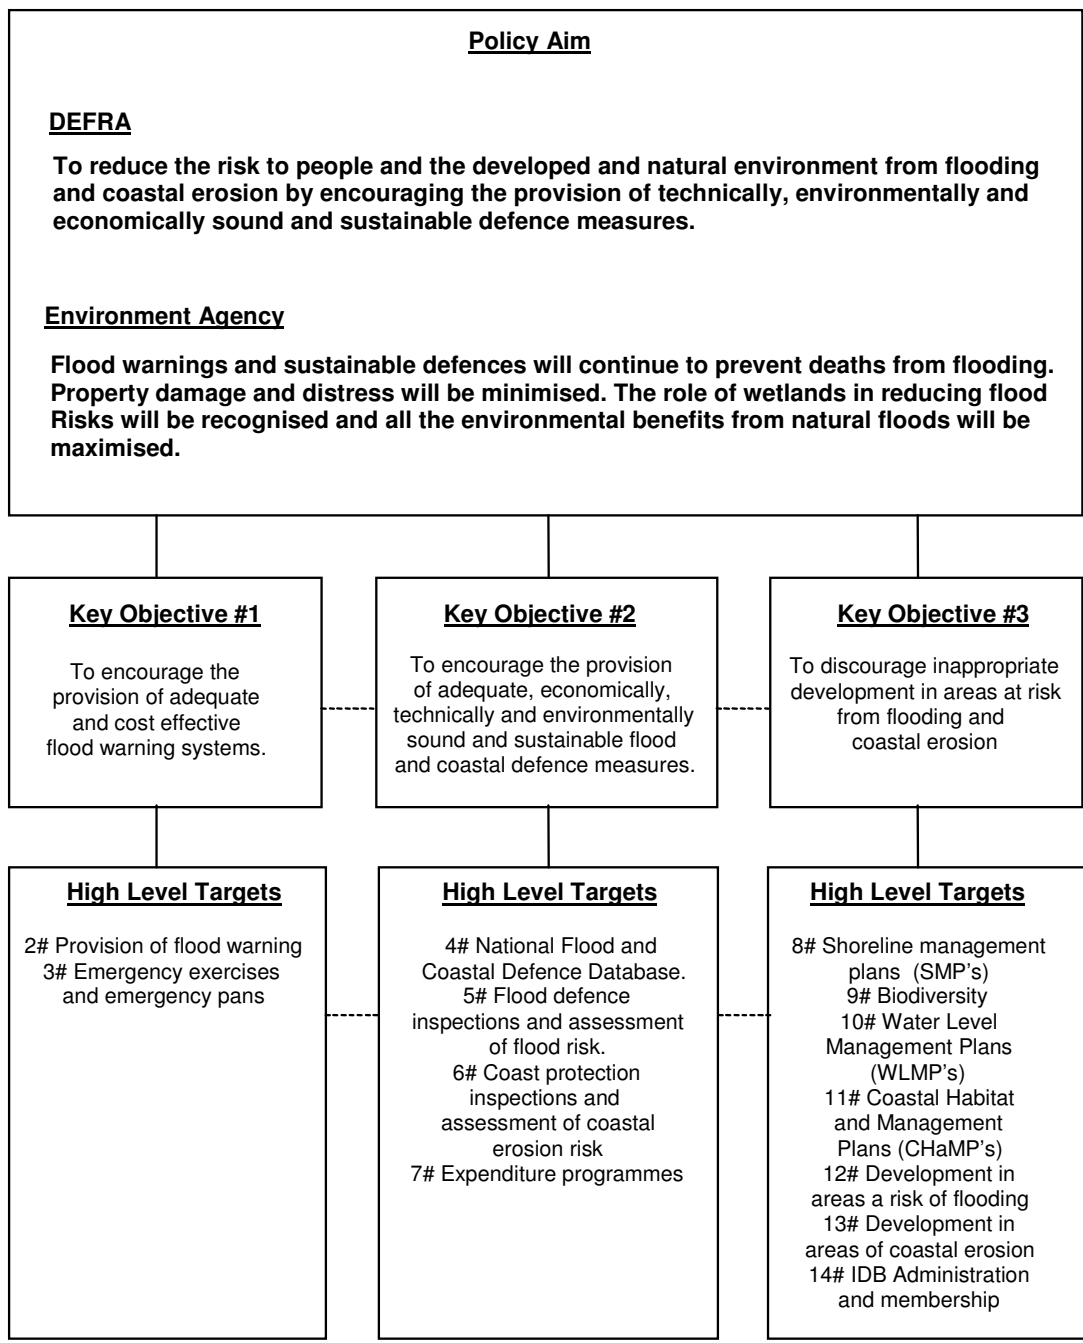 Policy Aim
DEFRA
To reduce the risk to people and the developed and natural environment from flooding
and coastal erosion by encouraging the provision of technically, environmentally and
economically sound and sustainable defence measures.
Environment Agency
Flood warnings and sustainable defences will continue to prevent deaths from flooding.
Property damage and distress will be minimised. The role of wetlands in reducing flood
Risks will be recognised and all the environmental benefits from natural floods will be
maximised.
Key Objective #1
To encourage the
provision of adequate
and cost effective
flood warning systems.
Key Objective #2
To encourage the provision
of adequate, economically,
technically and environmentally
sound and sustainable flood
and coastal defence measures.
Key Objective #3
To discourage inappropriate
development in areas at risk
from flooding and
coastal erosion
High Level Targets
2# Provision of flood warning
3# Emergency exercises
and emergency pans
High Level Targets
4# National Flood and
Coastal Defence Database.
5# Flood defence
inspections and assessment
of flood risk.
6# Coast protection
inspections and
assessment of coastal
erosion risk
7# Expenditure programmes
High Level Targets
8# Shoreline management
plans (SMP's)
9# Biodiversity
10# Water Level
Management Plans
(WLMP's)
11# Coastal Habitat
and Management
Plans (CHaMP's)
12# Development in
areas a risk of flooding
13# Development in
areas of coastal erosion
14# IDB Administration
and membership